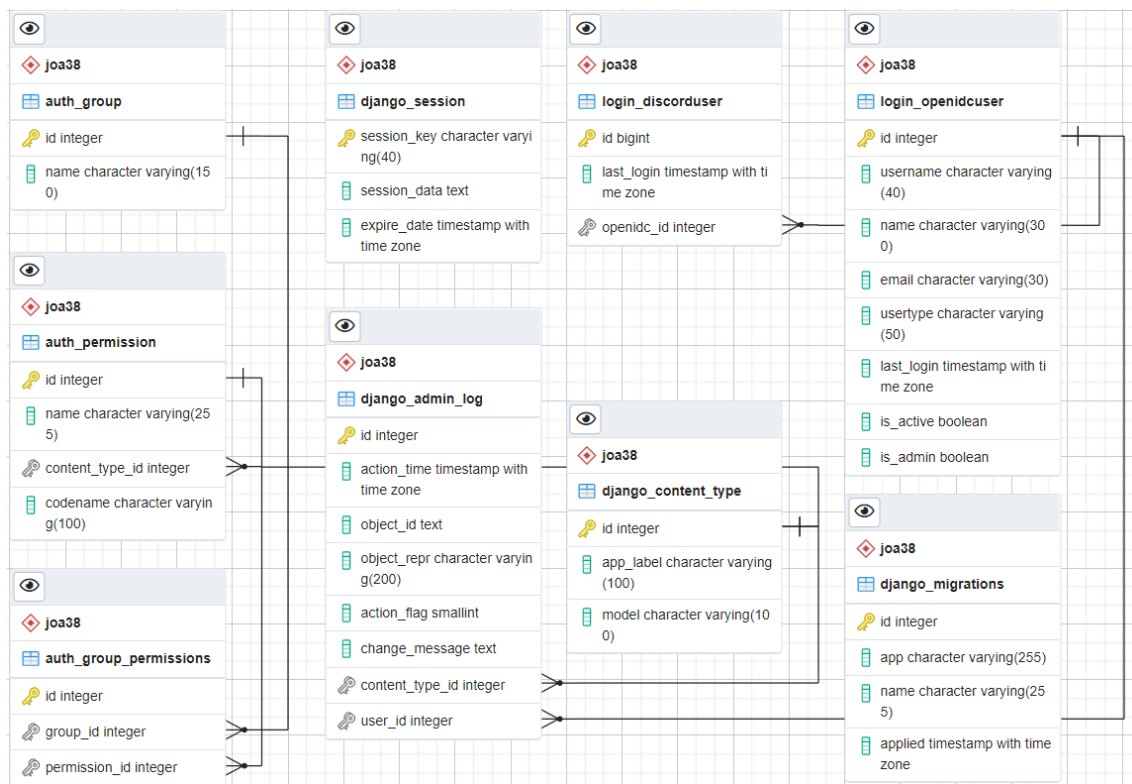 joa38
auth_group
id integer
name character varying(15
0)
joa38
auth_permission
id integer
name character varying(25
5)
content_type_id integer
codename character varyin
g(100)
joa38
auth_group_permissions
id integer
group_id integer
permission_id integer
joa38
django_session
session_key character varyi
ng(40)
session_data text
expire_date timestamp with
time zone
joa38
django_admin_log
id integer
action_time timestamp with
time zone
object_id text
object_repr character varyin
g(200)
action_flag smallint
change_message text
content_type_id integer
user_id integer
joa38
login_discorduser
id bigint
last_login timestamp with ti
me zone
openidc_id integer
joa38
django_content_type
id integer
app_label character varying
(100)
model character varying(10
0)
joa38
login_openidcuser
id integer
username character varying
(40)
name character varying(30
0)
email character varying(30)
usertype character varying
(50)
last_login timestamp with ti
me zone
is_active boolean
is_admin boolean
joa38
django_migrations
id integer
app character varying(255)
name character varying(25
5)
applied timestamp with time
zone